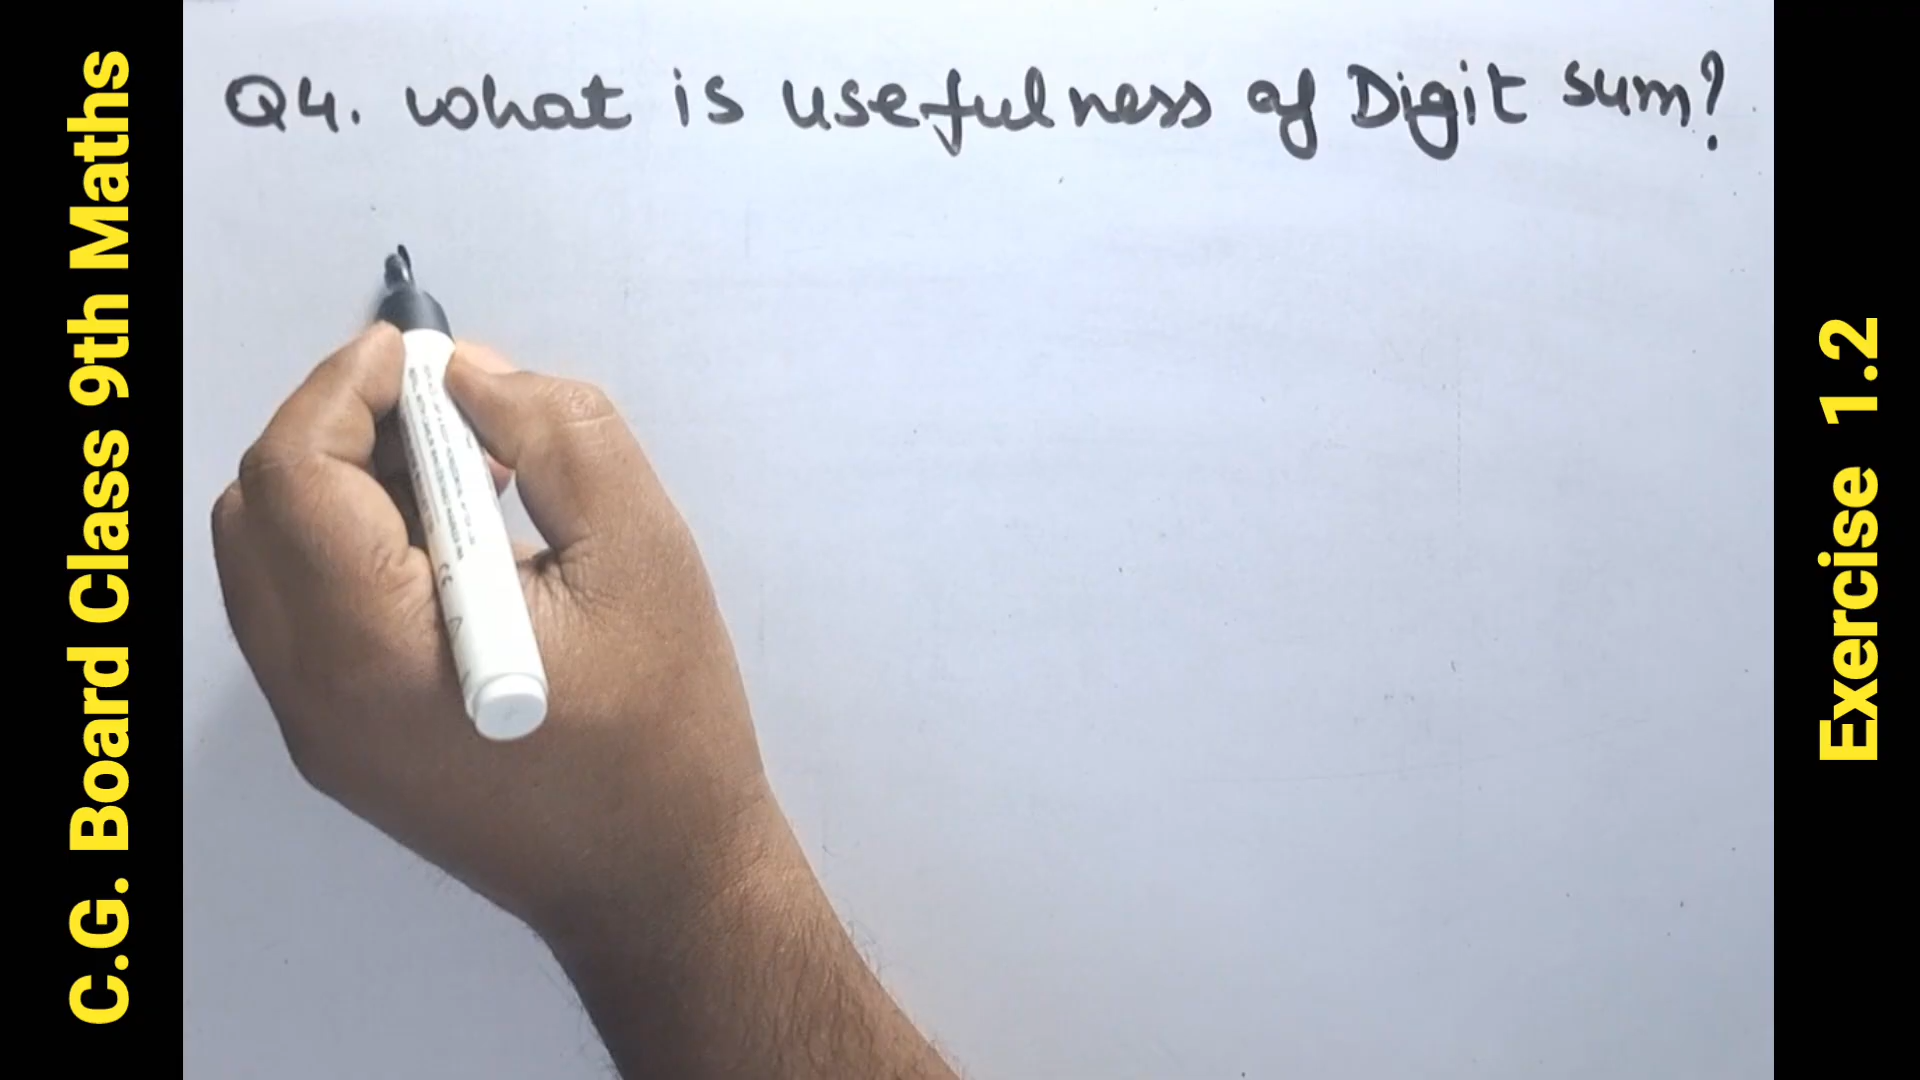 C.G. Board Class 9th Maths
Q4. What is usefulness of Digit sum?
Exercise 1.2